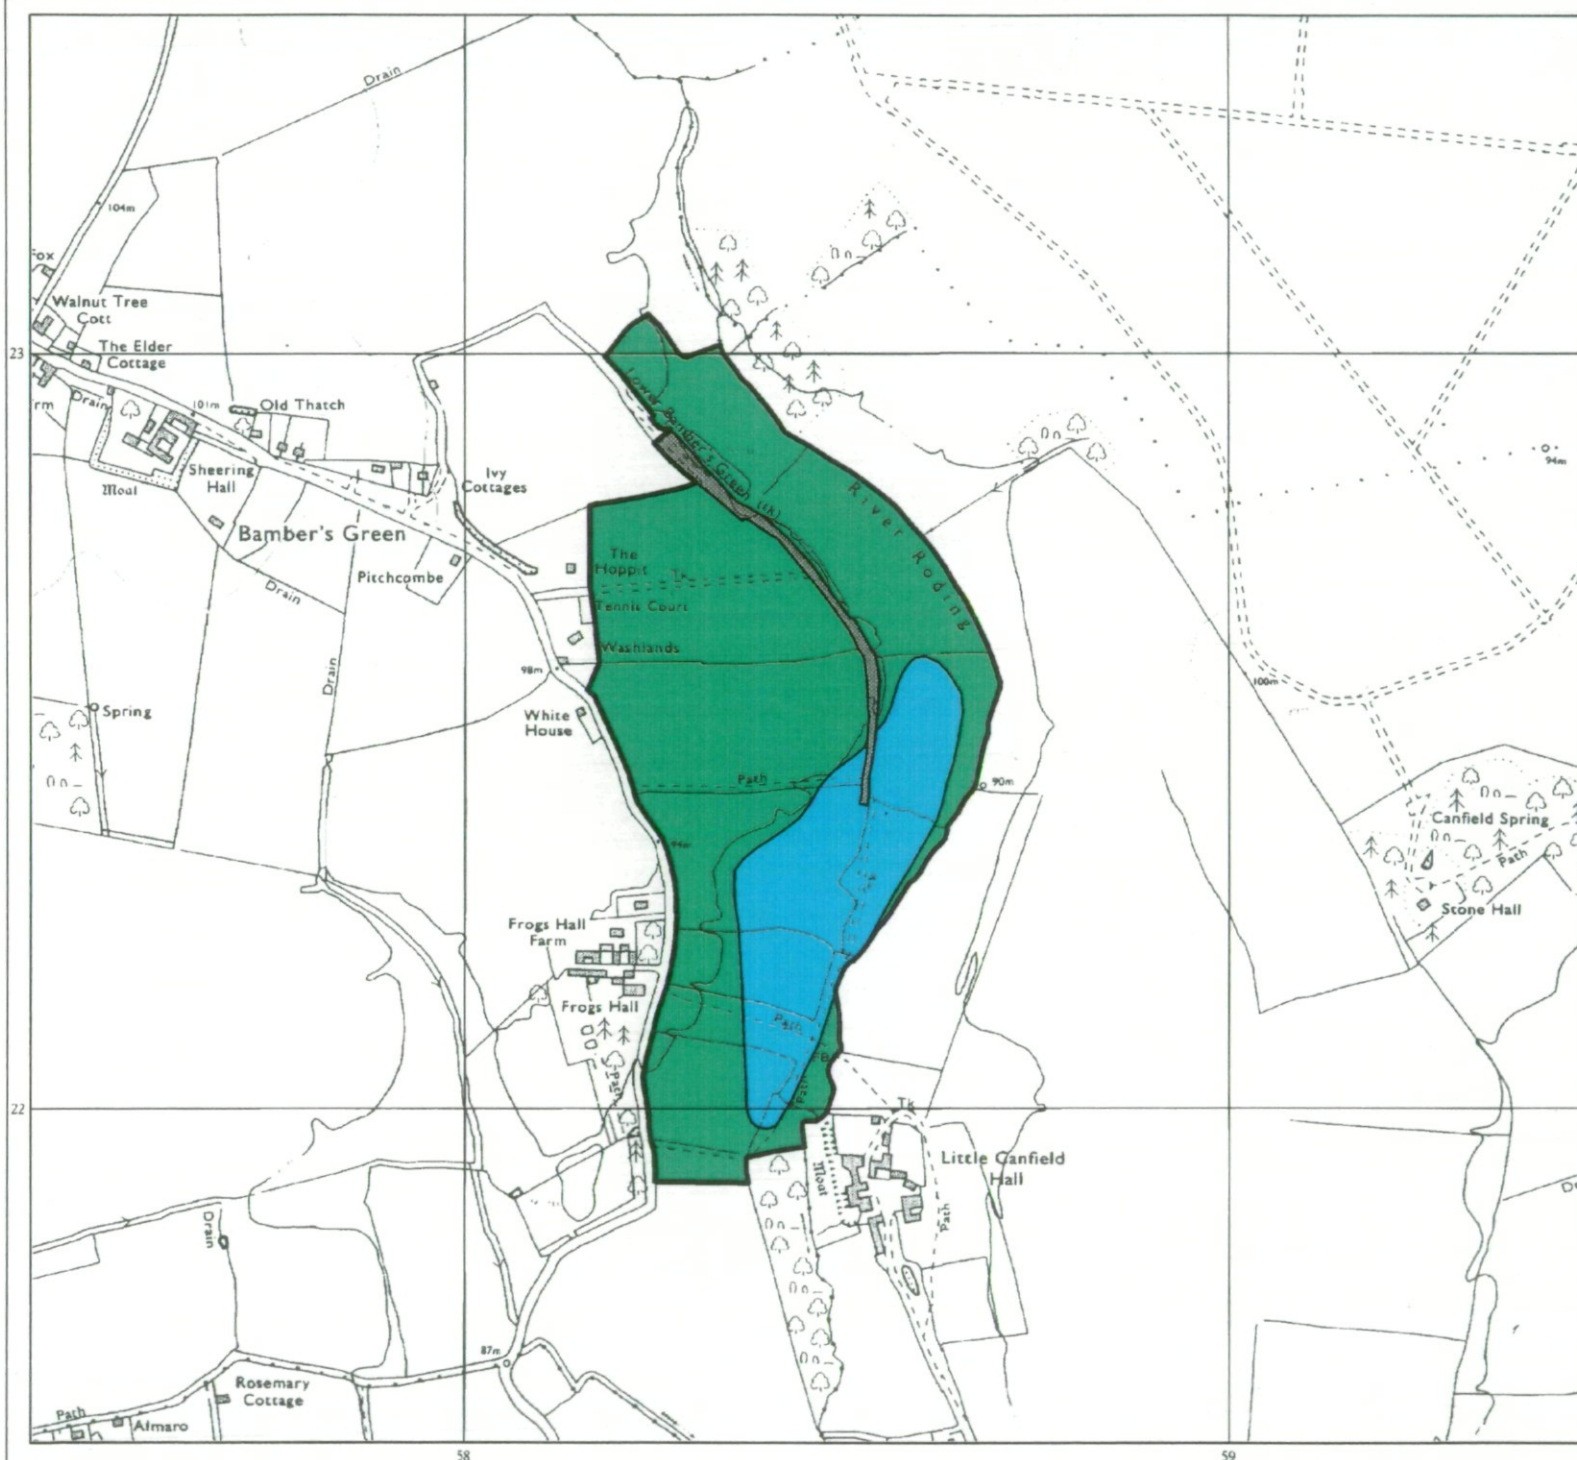 Drain
104m
Fox
Walnut Tree
Cott
The Elder
Cottage
23
rm
Drain
101m
Old Thatch
Sheering
Hall
Moat
Ivy
Cottages
Bamber's Green
Pitchcombe
Drain
Lower Bamber's Green (tk)
River Roding
The
Hoppit
Tk
Tennis Court
Washlands
98m
Drain
Spring
White
House
Path
90m
94m
94m
100m
Canfield Spring
Path
Stone Hall
Frogs Hall
Farm
Frogs Hall
Path
Path
FB
Path
22
Tk
Little Canfield
Hall
Moat
Path
Drain
87m
Rosemary
Cottage
Path
Almaro
58
59